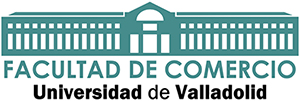 FACULTAD DE COMERCIO
Universidad de Valladolid